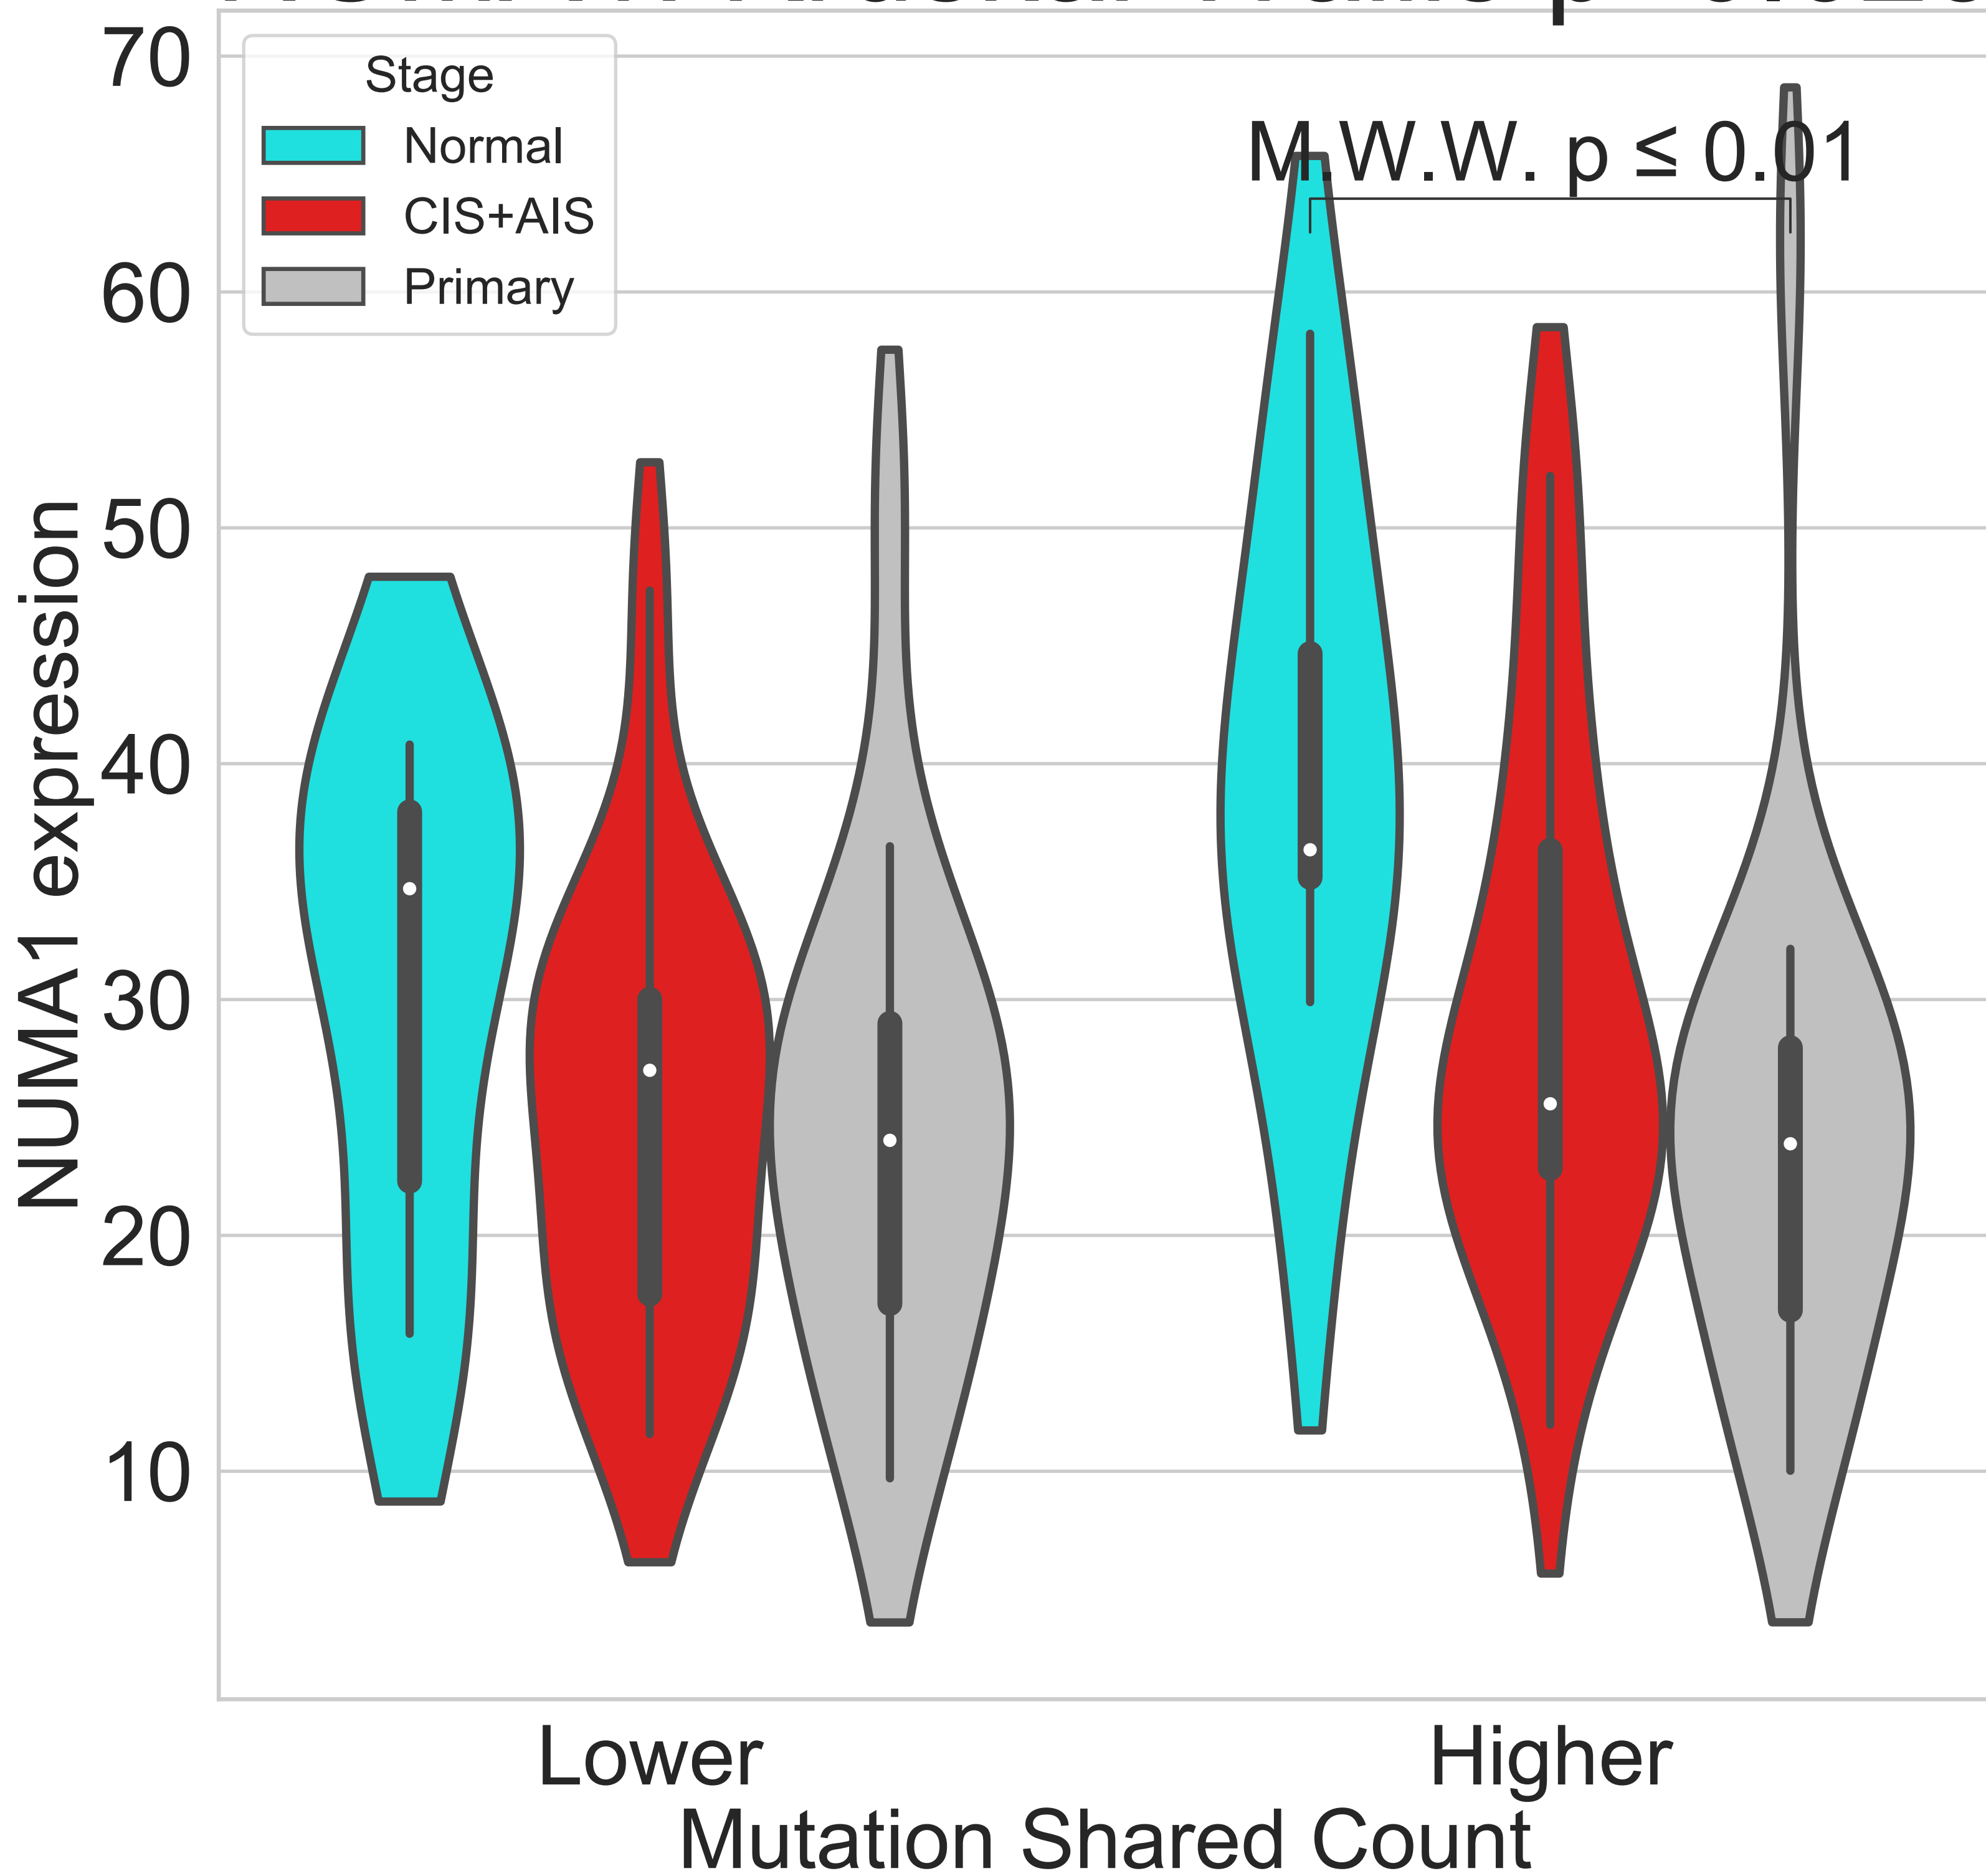 70
60
50
40
30
20
10
NUMA1 expression
Stage
Normal
CIS+AIS
Primary
M.W.W. p ≤ 0.01
Lower
Higher
Mutation Shared Count